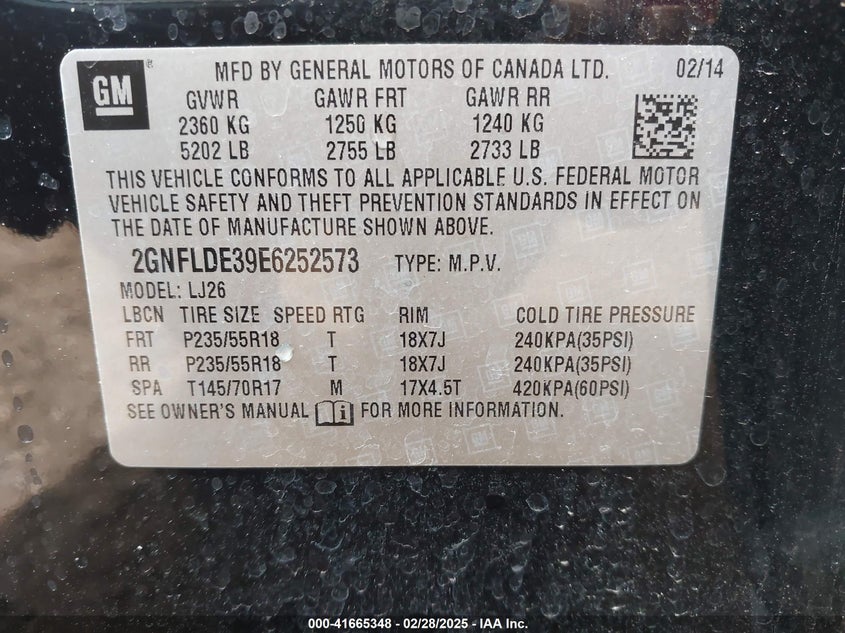 GM
®
MFD BY GENERAL MOTORS OF CANADA LTD. 02/14
GVWR GAWR FRT GAWR RR
2360 KG 1250 KG 1240 KG
5202 LB 2755 LB 2733 LB
THIS VEHICLE CONFORMS TO ALL APPLICABLE U.S. FEDERAL MOTOR
VEHICLE SAFETY AND THEFT PREVENTION STANDARDS IN EFFECT ON
THE DATE OF MANUFACTURE SHOWN ABOVE.
2GNFLDE39E6252573 TYPE: M.P.V.
MODEL: LJ26
LBCN TIRE SIZE SPEED RTG RIM COLD TIRE PRESSURE
FRT P235/55R18 T 18X7J 240KPA(35PSI)
RR P235/55R18 T 18X7J 240KPA(35PSI)
SPA T145/70R17 M 17X4.5T 420KPA(60PSI)
SEE OWNER'S MANUAL i FOR MORE INFORMATION.
000-41665348 - 02/28/2025 - IAA Inc.